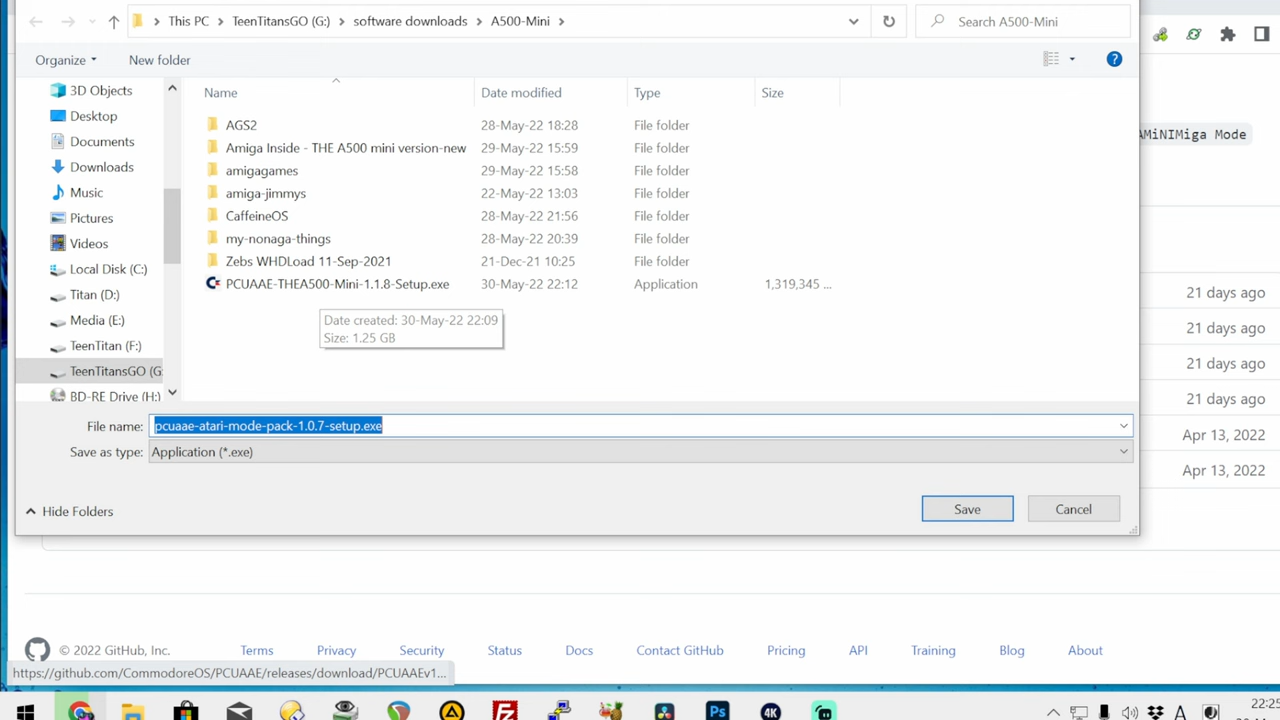 This PC > TeenTitansGO (G:) > software downloads > A500-Mini >
Search A500-Mini
Organize
New folder
Name
Date modified
Type
Size
3D Objects
Desktop
Documents
Downloads
Music
Pictures
Videos
Local Disk (C:)
Titan (D:)
Media (E:)
TeenTitan (F:)
TeenTitansGO (G:
BD-RE Drive (H:)
AGS2 28-May-22 18:28 File folder
Amiga Inside - THE A500 mini version-new 29-May-22 15:59 File folder
amigagames 29-May-22 15:58 File folder
amiga-jimmys 22-May-22 13:03 File folder
CaffeineOS 28-May-22 21:56 File folder
my-nonaga-things 28-May-22 20:39 File folder
Zebs WHDLoad 11-Sep-2021 21-Dec-21 10:25 File folder
PCUAAE-THEA500-Mini-1.1.8-Setup.exe 30-May-22 22:12 Application 1,319,345 ...
Date created: 30-May-22 22:09
Size: 1.25 GB
File name: pcuaae-atari-mode-pack-1.0.7-setup.exe
Save as type: Application (*.exe)
Hide Folders
Save
Cancel
AMiNIMiga Mode
21 days ago
21 days ago
21 days ago
21 days ago
Apr 13, 2022
Apr 13, 2022
© 2022 GitHub, Inc.
Terms
Privacy
Security
Status
Docs
Contact GitHub
Pricing
API
Training
Blog
About
https://github.com/CommodoreOS/PCUAAE/releases/download/PCUAAEv1...
Ps
4K
22:25